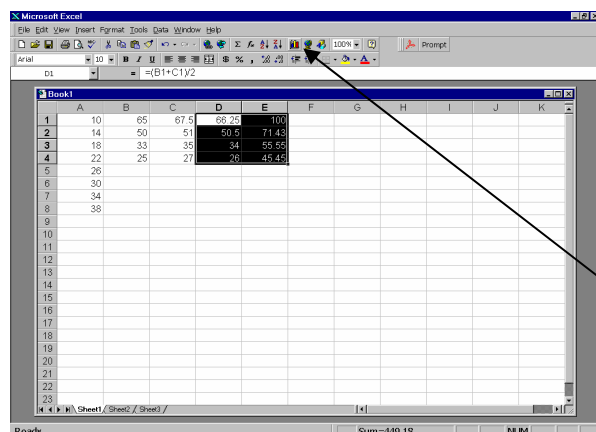 Microsoft Excel
File Edit View Insert Format Tools Data Window Help
100% Prompt
Arial 10 B I U $ % ,
D1 = =(B1+C1)/2
Book1
A B C D E F G H I J K
1 10 65 67.5 66.25 100
2 14 50 51 50.5 71.43
3 18 33 35 34 55.55
4 22 25 27 26 45.45
5 26
6 30
7 34
8 38
9
10
11
12
13
14
15
16
17
18
19
20
21
22
23
Sheet1 / Sheet2 / Sheet3 /
Ready Sum=449.18 NUM